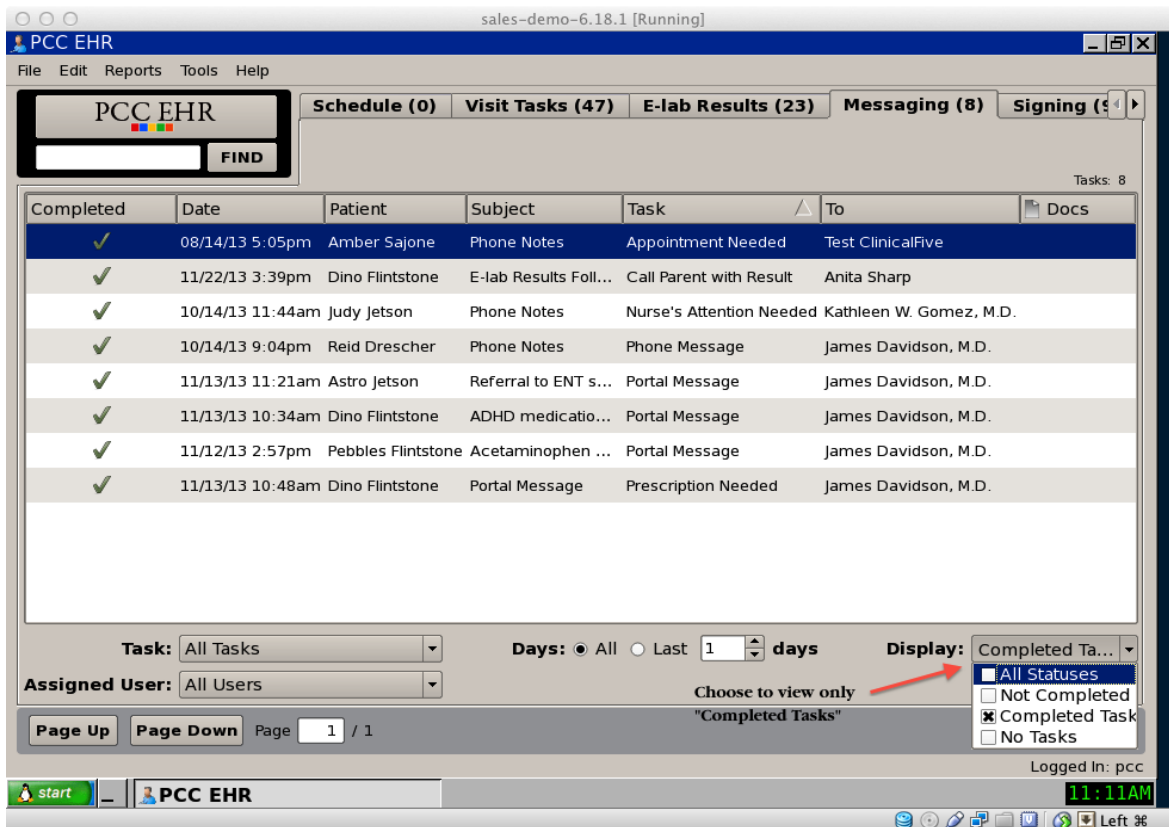 sales-demo-6.18.1 [Running]
PCC EHR
File Edit Reports Tools Help
PCC EHR
FIND
Schedule (0) Visit Tasks (47) E-lab Results (23) Messaging (8) Signing (
Tasks: 8
Completed Date Patient Subject Task To Docs
08/14/13 5:05pm Amber Sajone Phone Notes Appointment Needed Test ClinicalFive
11/22/13 3:39pm Dino Flintstone E-lab Results Foll... Call Parent with Result Anita Sharp
10/14/13 11:44am Judy Jetson Phone Notes Nurse's Attention Needed Kathleen W. Gomez, M.D.
10/14/13 9:04pm Reid Drescher Phone Notes Phone Message James Davidson, M.D.
11/13/13 11:21am Astro Jetson Referral to ENT s... Portal Message James Davidson, M.D.
11/13/13 10:34am Dino Flintstone ADHD medicatio... Portal Message James Davidson, M.D.
11/12/13 2:57pm Pebbles Flintstone Acetaminophen ... Portal Message James Davidson, M.D.
11/13/13 10:48am Dino Flintstone Portal Message Prescription Needed James Davidson, M.D.
Task: All Tasks Days: All Last 1 days Display: Completed Ta...
Assigned User: All Users
Choose to view only
"Completed Tasks"
All Statuses
Not Completed
Completed Task
No Tasks
Page Up Page Down Page 1 / 1
Logged In: pcc
start PCC EHR 11:11AM
Left ⌘